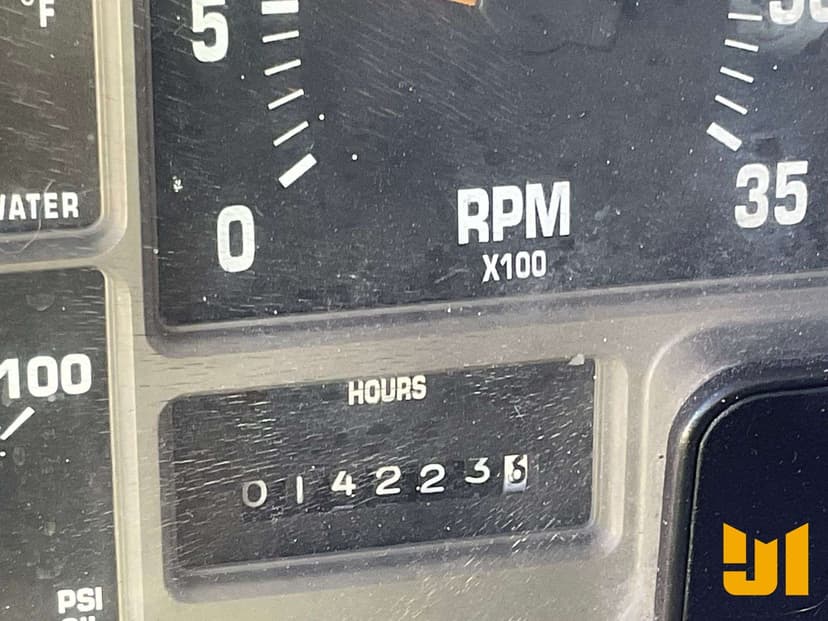 °F
5
WATER
0
RPM
X100
35
100
HOURS
0142236
PSI